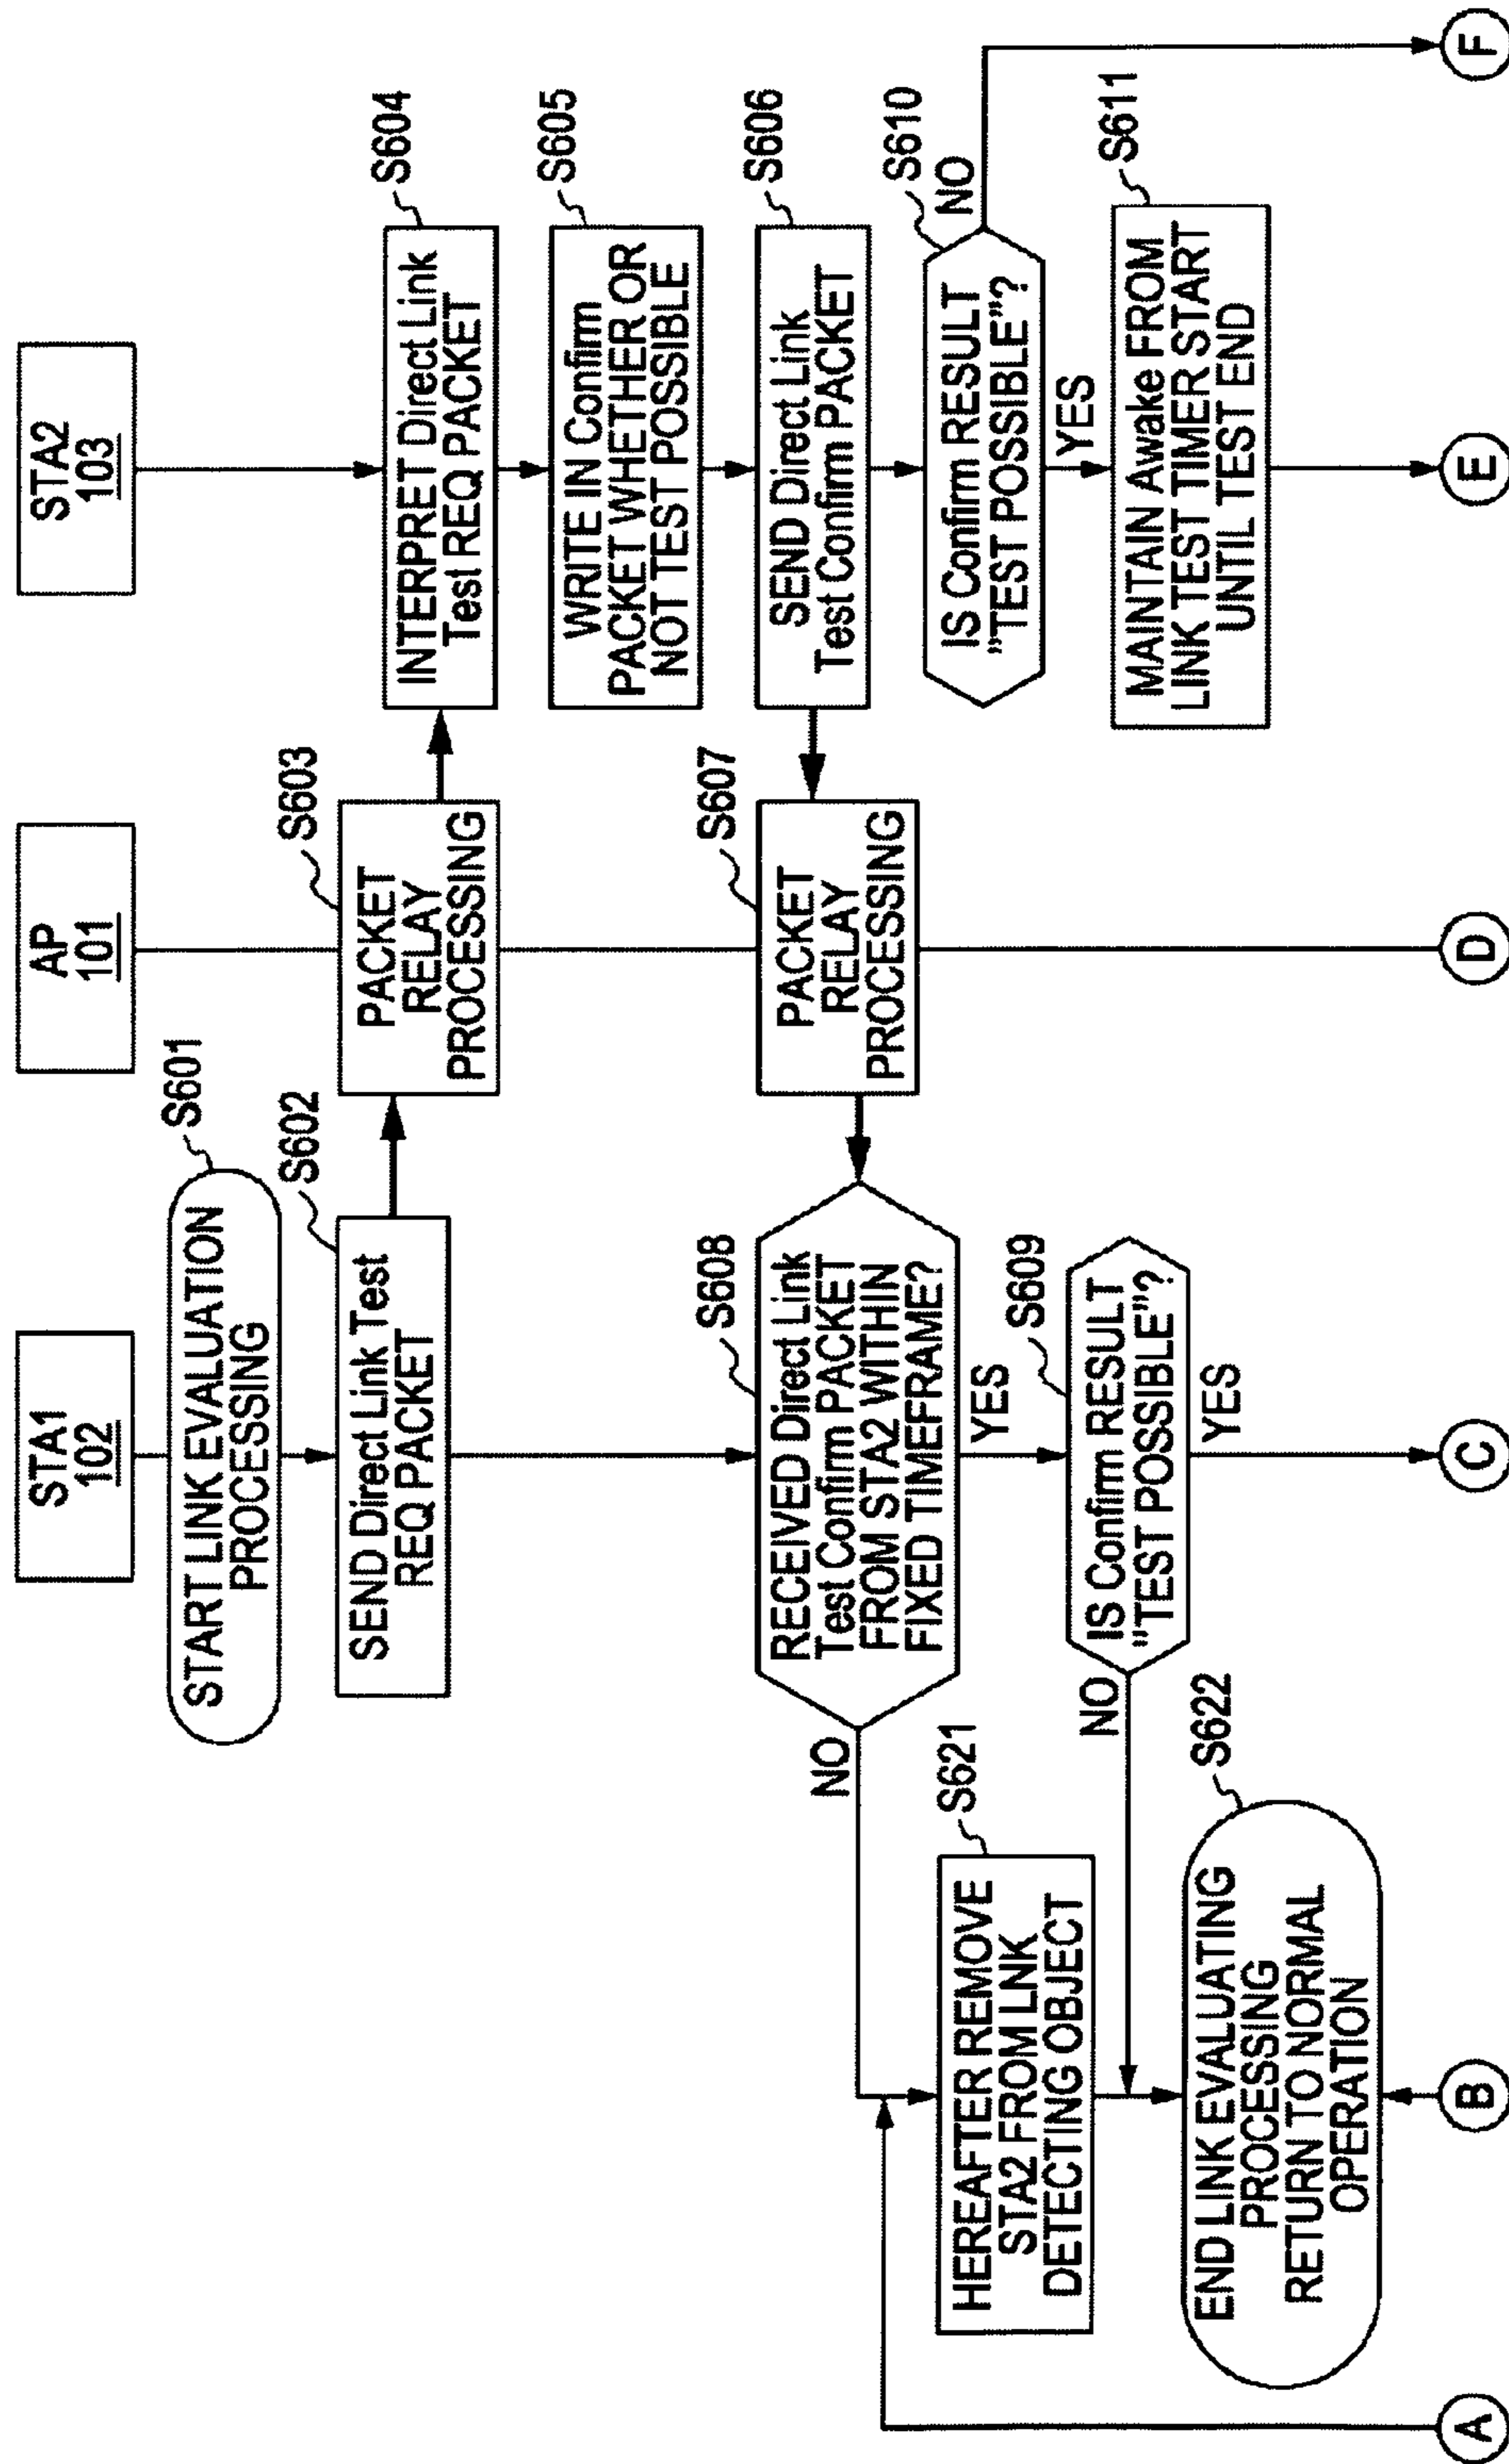 STA1
102
AP
101
STA2
103
S601
START LINK EVALUATION
PROCESSING
S602
SEND Direct Link Test
REQ PACKET
S603
PACKET
RELAY
PROCESSING
S604
INTERPRET Direct Link
Test REQ PACKET
S605
WRITE IN Confirm
PACKET WHETHER OR
NOT TEST POSSIBLE
S606
SEND Direct Link
Test Confirm PACKET
S607
PACKET
RELAY
PROCESSING
S608
RECEIVED Direct Link
Test Confirm PACKET
FROM STA2 WITHIN
FIXED TIMEFRAME?
NO
YES
S609
IS Confirm RESULT
"TEST POSSIBLE"?
NO
YES
S610
IS Confirm RESULT
"TEST POSSIBLE"?
NO
YES
S611
MAINTAIN Awake FROM
LINK TEST TIMER START
UNTIL TEST END
S621
HEREAFTER REMOVE
STA2 FROM LNK
DETECTING OBJECT
S622
END LINK EVALUATING
PROCESSING
RETURN TO NORMAL
OPERATION
A
B
C
D
E
F